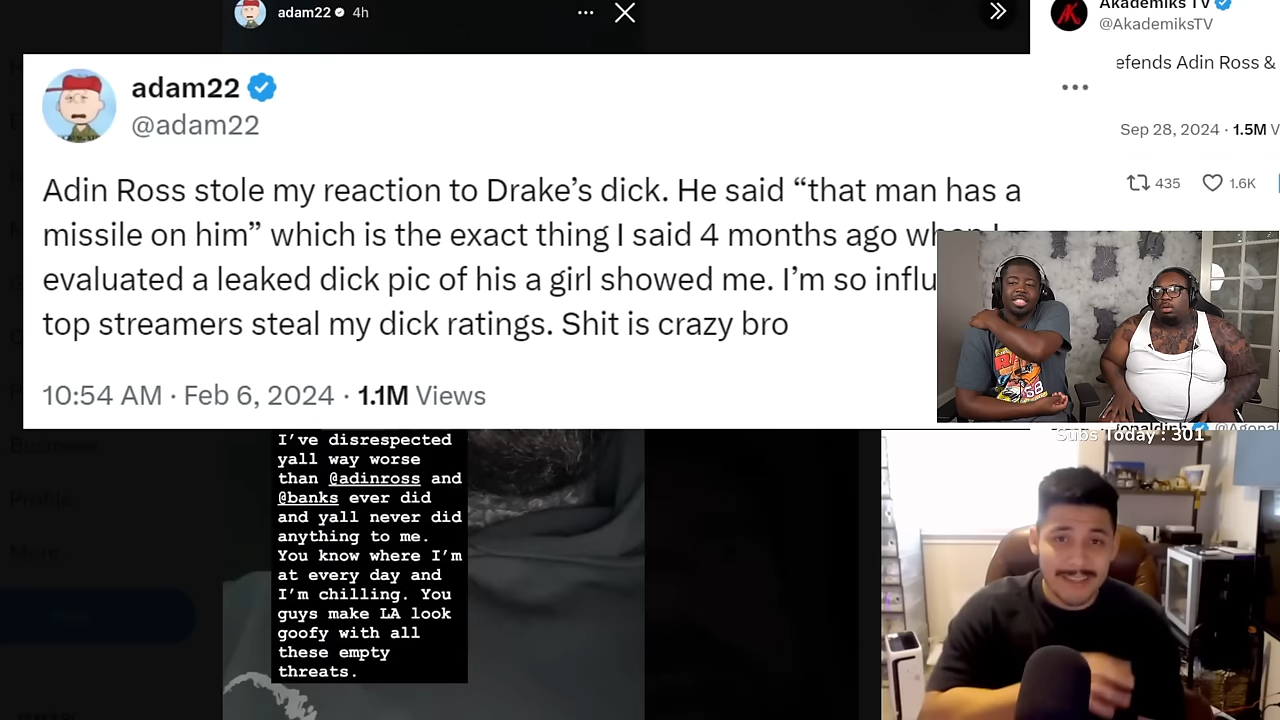 adam22 4h
Akademiks TV
@AkademiksTV
efends Adin Ross &
Sep 28, 2024 · 1.5M V
435 1.6K
adam22
@adam22
Adin Ross stole my reaction to Drake’s dick. He said “that man has a
missile on him” which is the exact thing I said 4 months ago when I
evaluated a leaked dick pic of his a girl showed me. I’m so influ
top streamers steal my dick ratings. Shit is crazy bro
10:54 AM · Feb 6, 2024 · 1.1M Views
Subs Today : 301
I’ve disrespected
yall way worse
than @adinross and
@banks ever did
and yall never did
anything to me.
You know where I’m
at every day and
I’m chilling. You
guys make LA look
goofy with all
these empty
threats.
Business
Profile
More